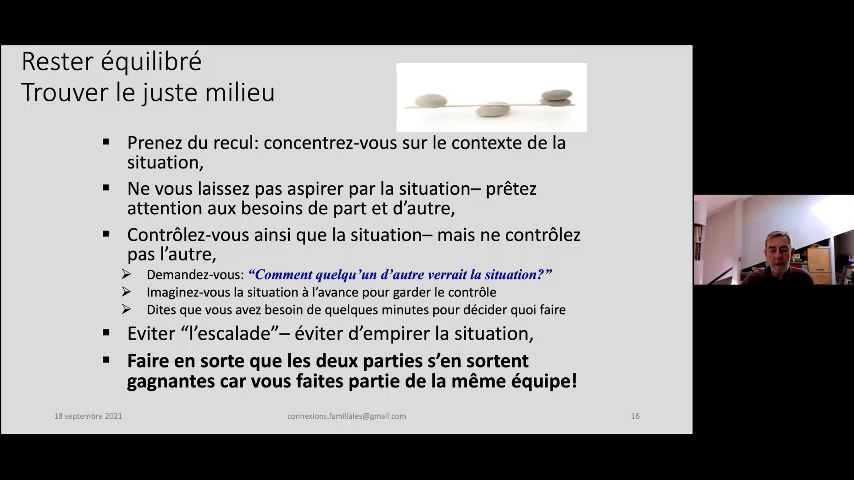 Rester équilibré
Trouver le juste milieu
▪ Prenez du recul: concentrez-vous sur le contexte de la
situation,
▪ Ne vous laissez pas aspirer par la situation– prêtez
attention aux besoins de part et d'autre,
▪ Contrôlez-vous ainsi que la situation– mais ne contrôlez
pas l'autre,
➢ Demandez-vous: “Comment quelqu'un d'autre verrait la situation?”
➢ Imaginez-vous la situation à l'avance pour garder le contrôle
➢ Dites que vous avez besoin de quelques minutes pour décider quoi faire
▪ Eviter “l'escalade”– éviter d'empirer la situation,
▪ Faire en sorte que les deux parties s'en sortent
gagnantes car vous faites partie de la même équipe!
18 septembre 2021
connexions.familiales@gmail.com
16